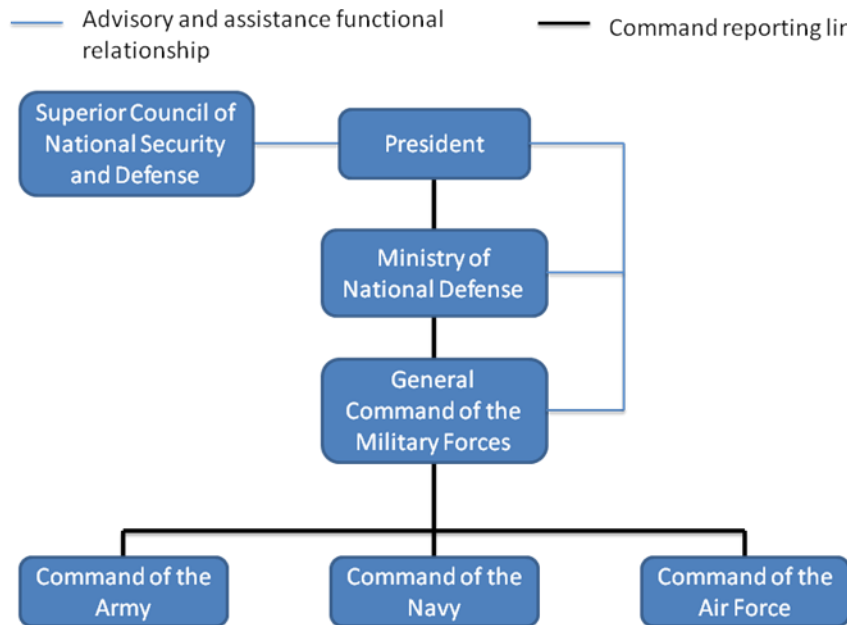 Advisory and assistance functional
relationship
Command reporting
Superior Council of
National Security
and Defense
President
Ministry of
National Defense
General
Command of the
Military Forces
Command of the
Army
Command of the
Navy
Command of the
Air Force